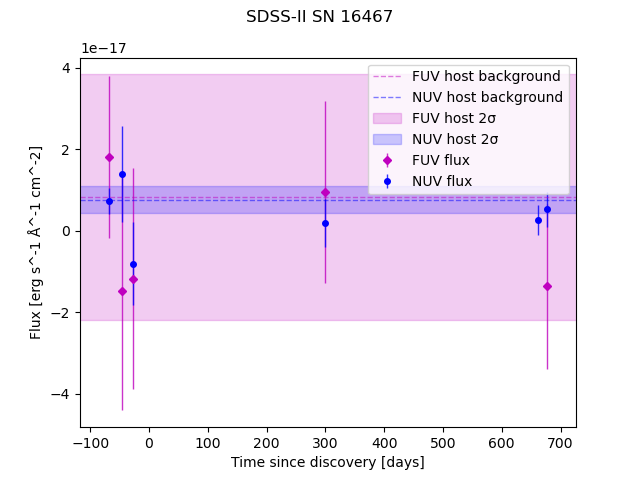 SDSS-II SN 16467
1e−17
FUV host background
NUV host background
FUV host 2σ
NUV host 2σ
FUV flux
NUV flux
4
2
0
−2
−4
Flux [erg s^-1 Å^-1 cm^-2]
−100 0 100 200 300 400 500 600 700
Time since discovery [days]